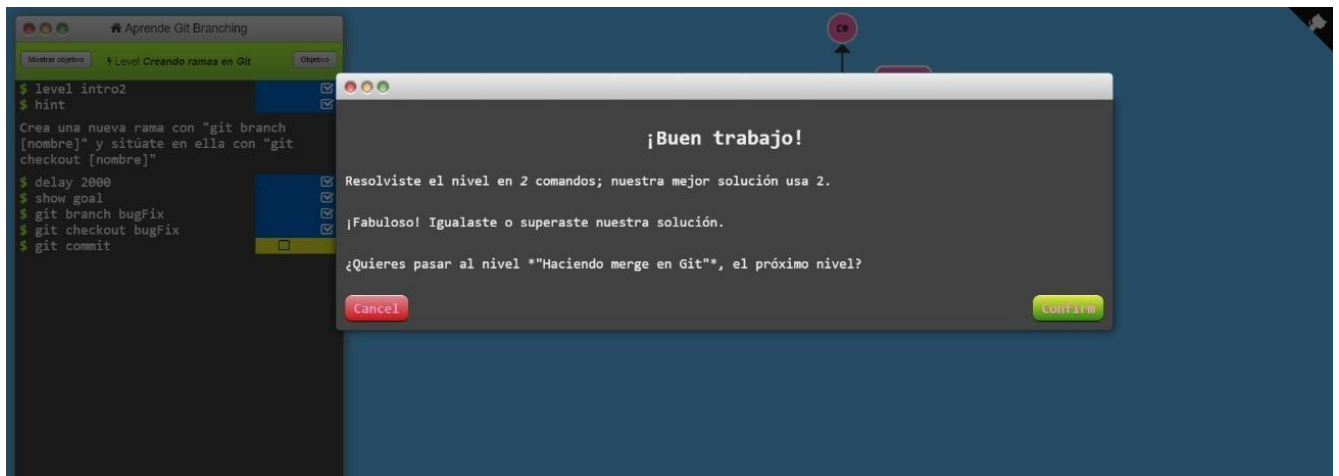 Aprende Git Branching
Mostrar objetivo
Level Creando ramas en Git
Objetivo
$ level intro2
$ hint
Crea una nueva rama con "git branch
[nombre]" y sitúate en ella con "git
checkout [nombre]"
$ delay 2000
$ show goal
$ git branch bugFix
$ git checkout bugFix
$ git commit
C0
¡Buen trabajo!
Resolviste el nivel en 2 comandos; nuestra mejor solución usa 2.
¡Fabuloso! Igualaste o superaste nuestra solución.
¿Quieres pasar al nivel *"Haciendo merge en Git"*, el próximo nivel?
Cancel
Confirm